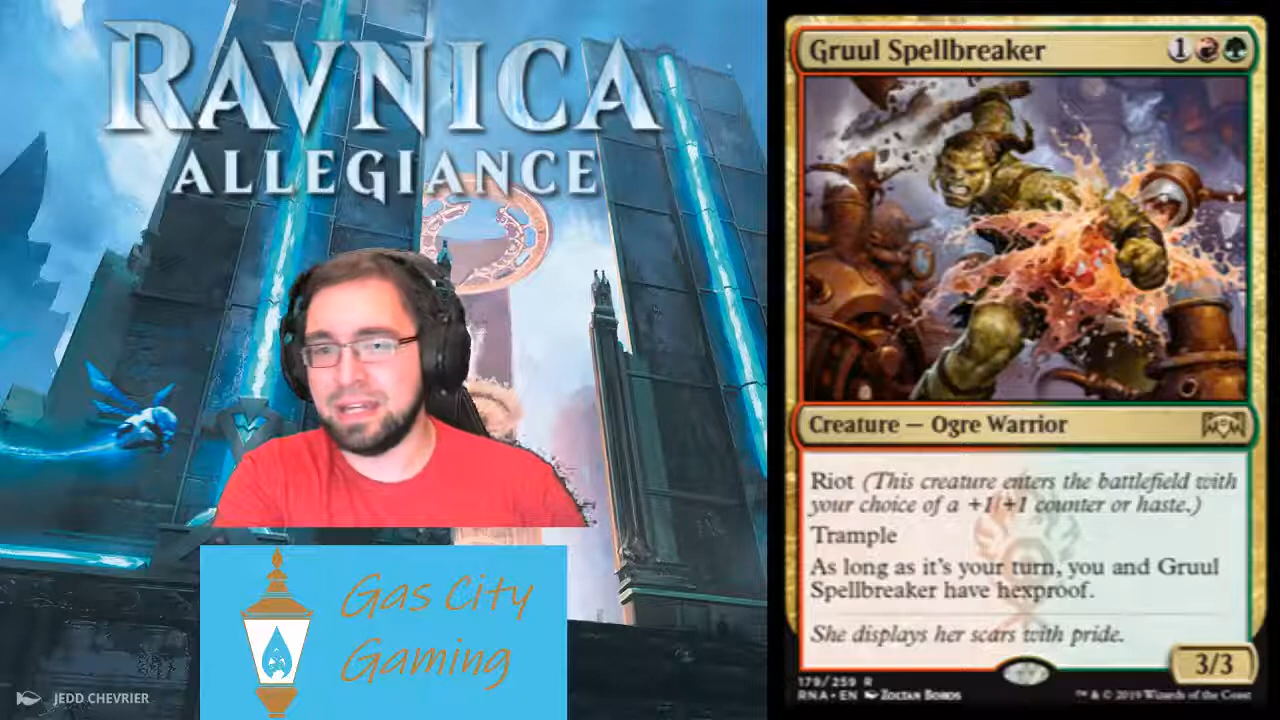 RAVNICA
ALLEGIANCE
Gas City
Gaming
JEDD CHEVRIER
Gruul Spellbreaker
1
Creature — Ogre Warrior
Riot (This creature enters the battlefield with
your choice of a +1/+1 counter or haste.)
Trample
As long as it's your turn, you and Gruul
Spellbreaker have hexproof.
She displays her scars with pride.
3/3
179/259 R
RNA • EN ZOLTAN BOROS
™ & © 2019 Wizards of the Coast